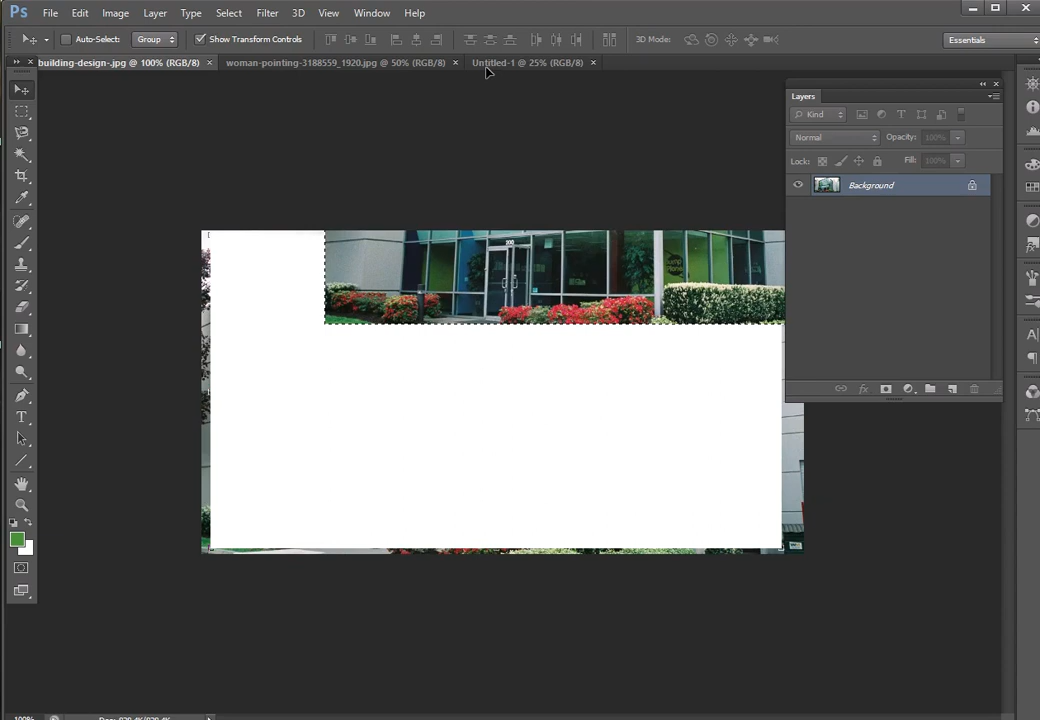 Ps File Edit Image Layer Type Select Filter 3D View Window Help
Auto-Select: Group Show Transform Controls 3D Mode: Essentials
building-design-.jpg @ 100% (RGB/8) × woman-pointing-3188559_1920.jpg @ 50% (RGB/8) × Untitled-1 @ 25% (RGB/8) ×
Layers
Kind T
Normal Opacity: 100%
Lock: Fill: 100%
Background
200
T